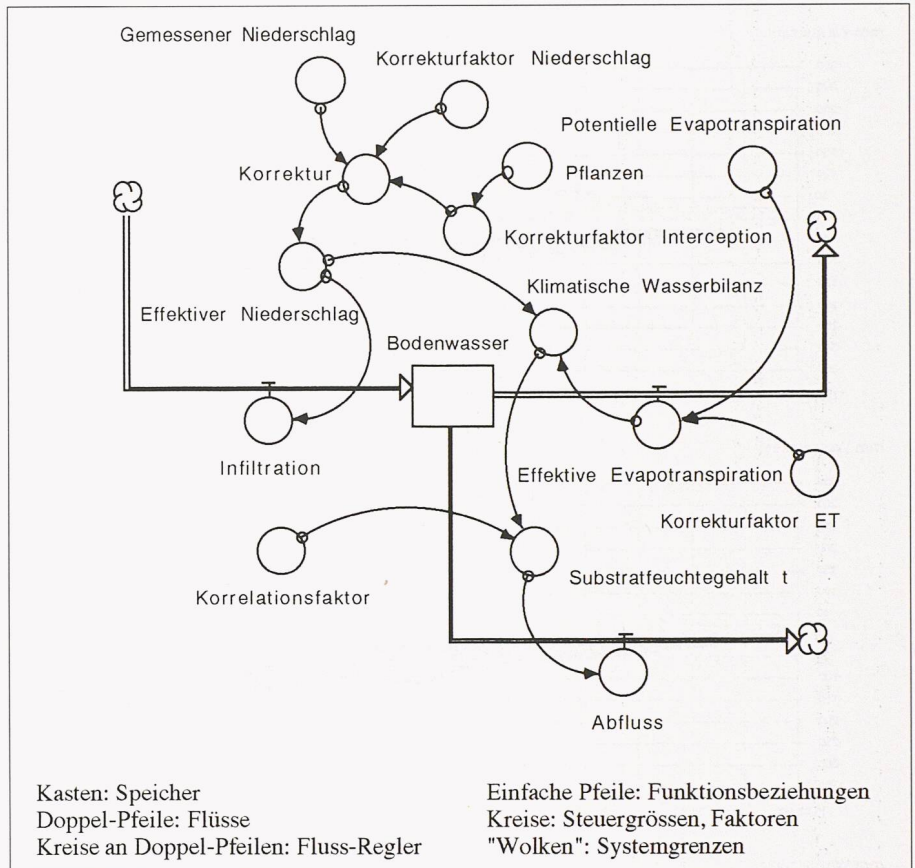 Gemessener Niederschlag
Korrekturfaktor Niederschlag
Potentielle Evapotranspiration
Korrektur
Pflanzen
Korrekturfaktor Interception
Klimatische Wasserbilanz
Effektiver Niederschlag
Bodenwasser
Infiltration
Effektive Evapotranspiration
Korrekturfaktor ET
Korrelationsfaktor
Substratfeuchtegehalt t
Abfluss
Kasten: Speicher
Doppel-Pfeile: Flüsse
Kreise an Doppel-Pfeilen: Fluss-Regler
Einfache Pfeile: Funktionsbeziehungen
Kreise: Steuergrössen, Faktoren
"Wolken": Systemgrenzen